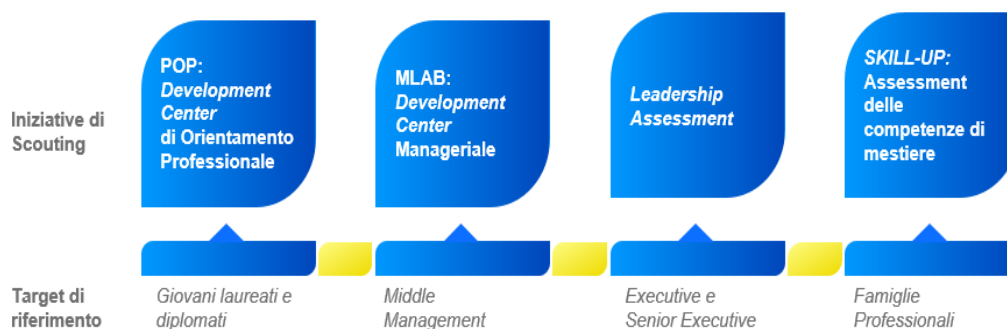 Iniziative di
Scouting
POP:
Development
Center
di Orientamento
Professionale
MLAB:
Development
Center
Manageriale
Leadership
Assessment
SKILL-UP:
Assessment
delle
competenze di
mestiere
Target di
riferimento
Giovani laureati e
diplomati
Middle
Management
Executive e
Senior Executive
Famiglie
Professionali